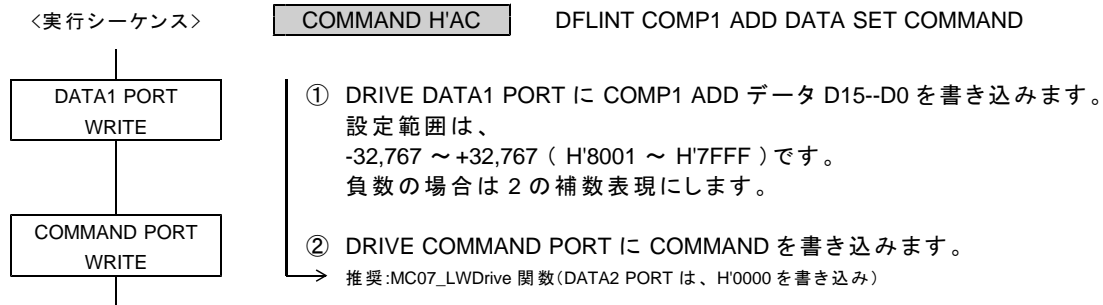 <実行シーケンス>
COMMAND H'AC
DFLINT COMP1 ADD DATA SET COMMAND
DATA1 PORT
WRITE
① DRIVE DATA1 PORT に COMP1 ADD データ D15--D0 を書き込みます。
設定範囲は、
-32,767 ～ +32,767 ( H'8001 ～ H'7FFF ) です。
負数の場合は 2 の補数表現にします。
COMMAND PORT
WRITE
② DRIVE COMMAND PORT に COMMAND を書き込みます。
推奨:MC07_LWDrive 関数(DATA2 PORT は、H'0000 を書き込み)